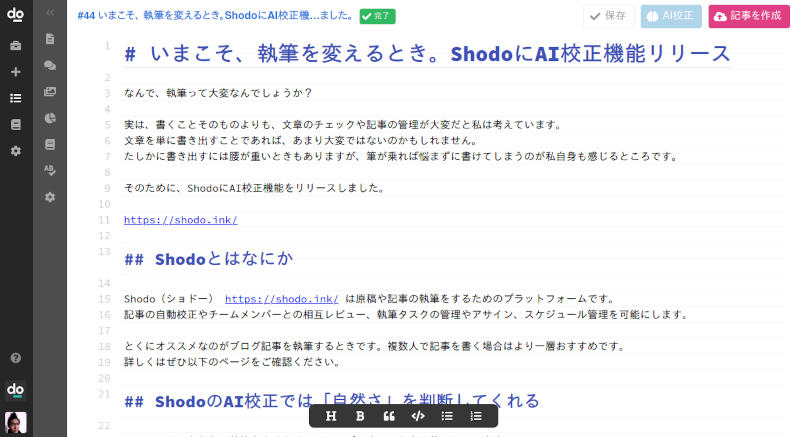 do
#44 いまこそ、執筆を変えるとき。ShodoにAI校正機…ました。 完了 保存 AI校正 記事を作成
1 # いまこそ、執筆を変えるとき。ShodoにAI校正機能リリース
2
3 なんで、執筆って大変なんでしょうか？
4
5 実は、書くことそのものよりも、文章のチェックや記事の管理が大変だと私は考えています。
6 文章を単に書き出すことであれば、あまり大変ではないのかもしれません。
7 たしかに書き出すには腰が重いときもありますが、筆が乗れば悩まずに書けてしまうのが私自身も感じるところです。
8
9 そのために、ShodoにAI校正機能をリリースしました。
10
11 https://shodo.ink/
12
13 ## Shodoとはなにか
14
15 Shodo（ショドー） https://shodo.ink/ は原稿や記事の執筆をするためのプラットフォームです。
16 記事の自動校正やチームメンバーとの相互レビュー、執筆タスクの管理やアサイン、スケジュール管理を可能にします。
17
18 とくにオススメなのがブログ記事を執筆するときです。複数人で記事を書く場合はより一層おすすめです。
19 詳しくはぜひ以下のページをご確認ください。
20
21 ## ShodoのAI校正では「自然さ」を判断してくれる
22
do
H B